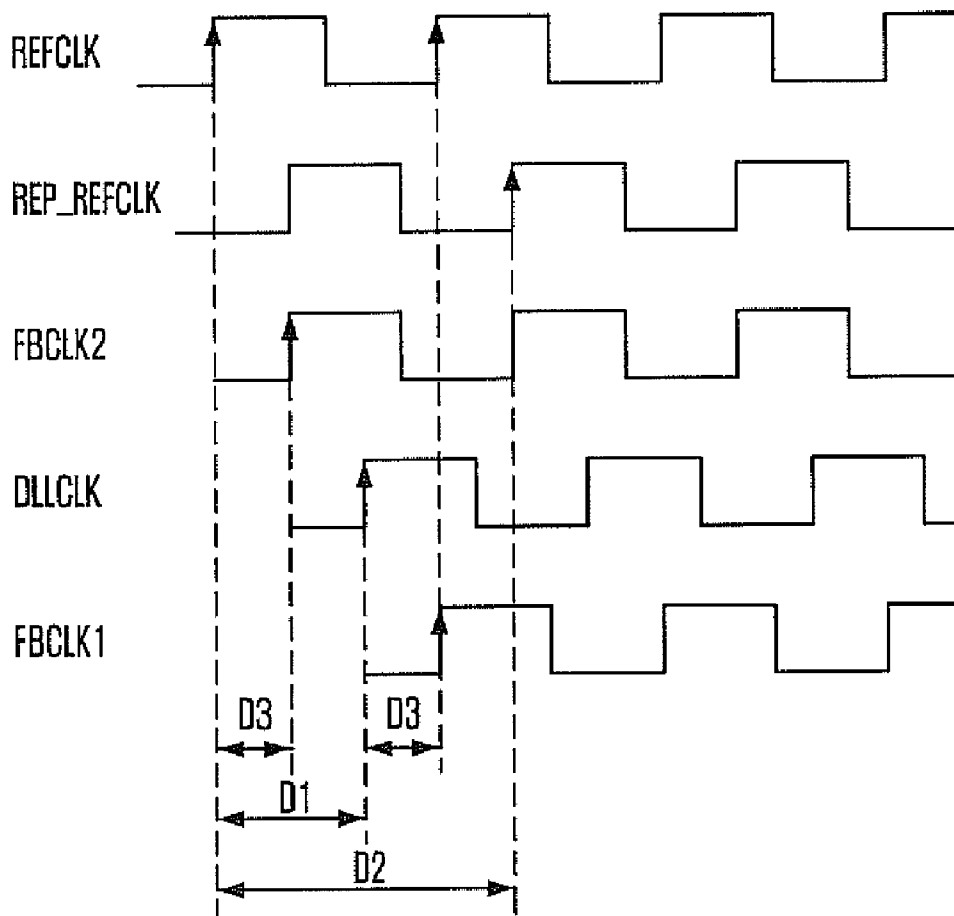 REFCLK
REP_REFCLK
FBCLK2
DLLCLK
FBCLK1
D3 D3
D1
D2